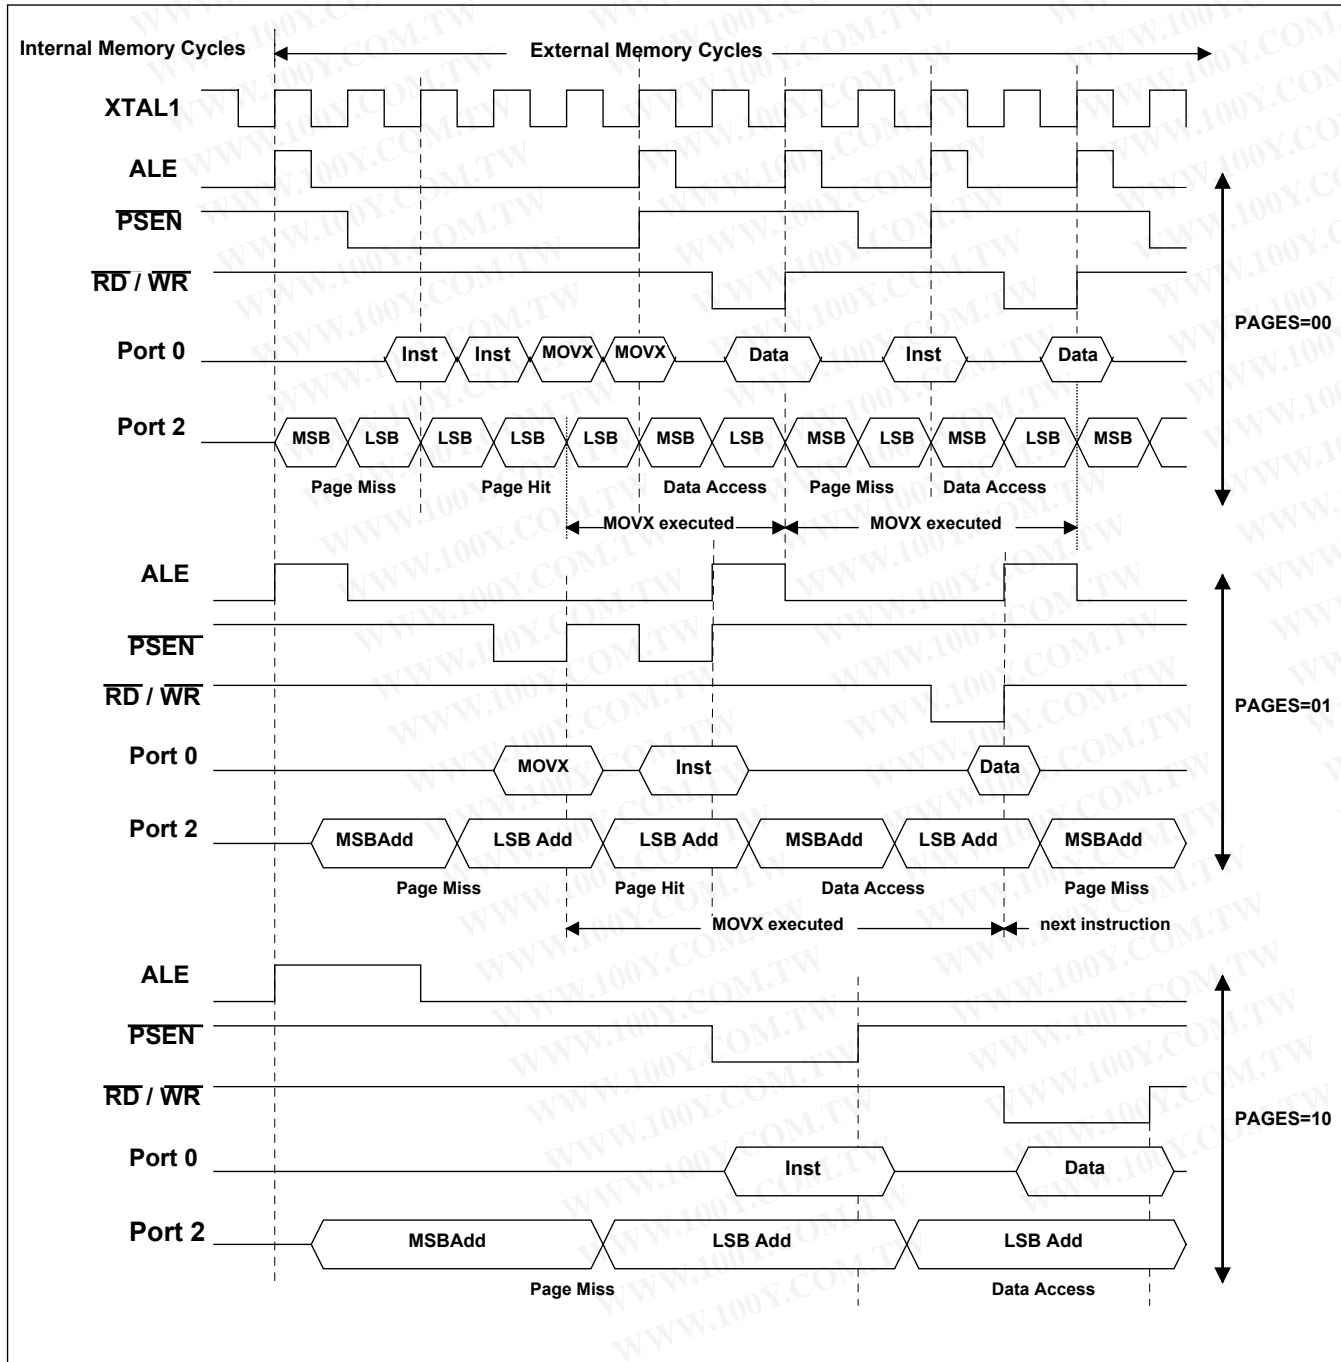 Internal Memory Cycles External Memory Cycles
XTAL1
ALE
PSEN
RD / WR
Port 0 Inst Inst MOVX MOVX Data Inst Data
Port 2 MSB LSB LSB LSB LSB MSB LSB MSB LSB MSB LSB MSB
Page Miss Page Hit Data Access Page Miss Data Access
MOVX executed MOVX executed
PAGES=00
ALE
PSEN
RD / WR
Port 0 MOVX Inst Data
Port 2 MSBAdd LSB Add LSB Add MSBAdd LSB Add MSBAdd
Page Miss Page Hit Data Access Page Miss
MOVX executed next instruction
PAGES=01
ALE
PSEN
RD / WR
Port 0 Inst Data
Port 2 MSBAdd LSB Add LSB Add
Page Miss Data Access
PAGES=10
WWW.100Y.COM.TW